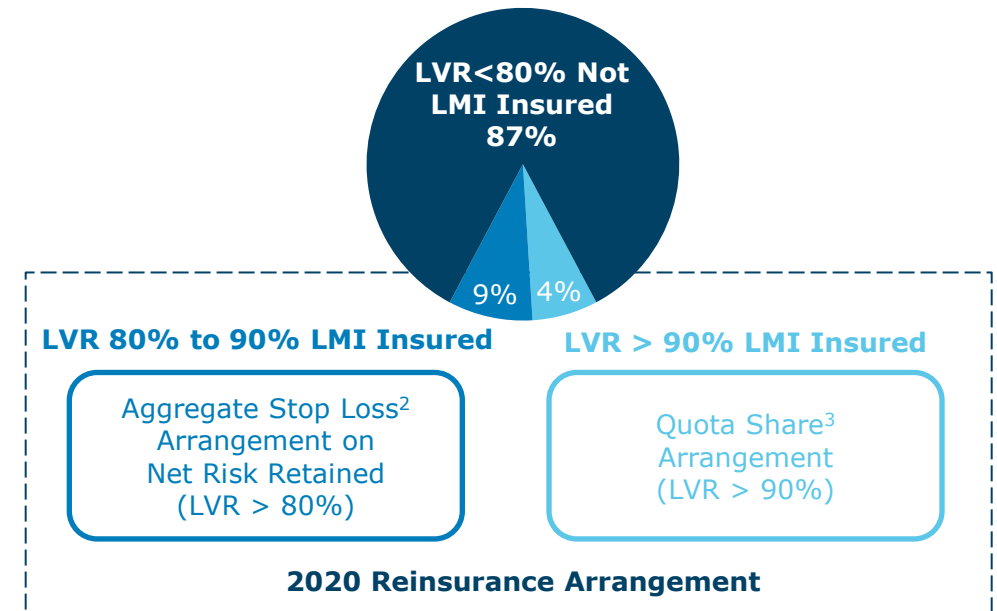 LVR<80% Not
LMI Insured
87%
9%
4%
LVR 80% to 90% LMI Insured
LVR > 90% LMI Insured
Aggregate Stop Loss²
Arrangement on
Net Risk Retained
(LVR > 80%)
Quota Share³
Arrangement
(LVR > 90%)
2020 Reinsurance Arrangement